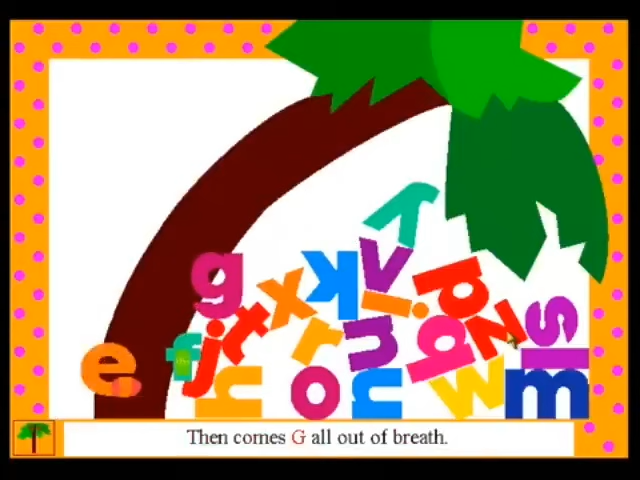 y
g x k v i d
e f j t r n q z s
h o u w m l
Then comes G all out of breath.